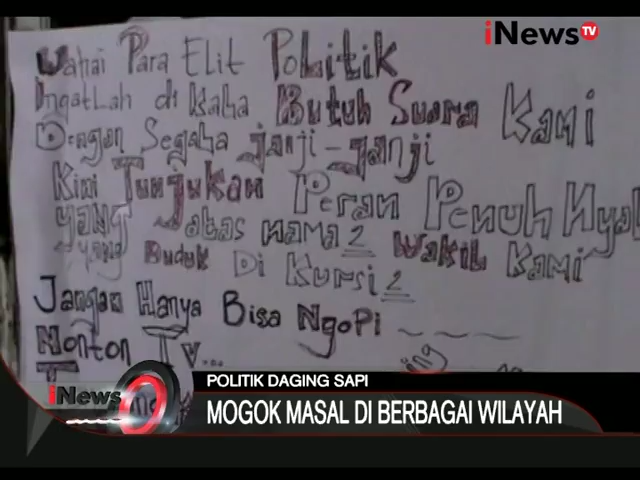 iNews TV
Wahai Para Elit Politik
Ingatlah di Kala Butuh Suara Kami
Dengan Segala janji-janji
Kini Tunjukan Peran Penuh
yang atas nama2 Wakil Kami
yang Duduk Di Kursi2
Jangan Hanya Bisa Ngopi _ _ _ _
Nonton Tv...
iNews
POLITIK DAGING SAPI
MOGOK MASAL DI BERBAGAI WILAYAH